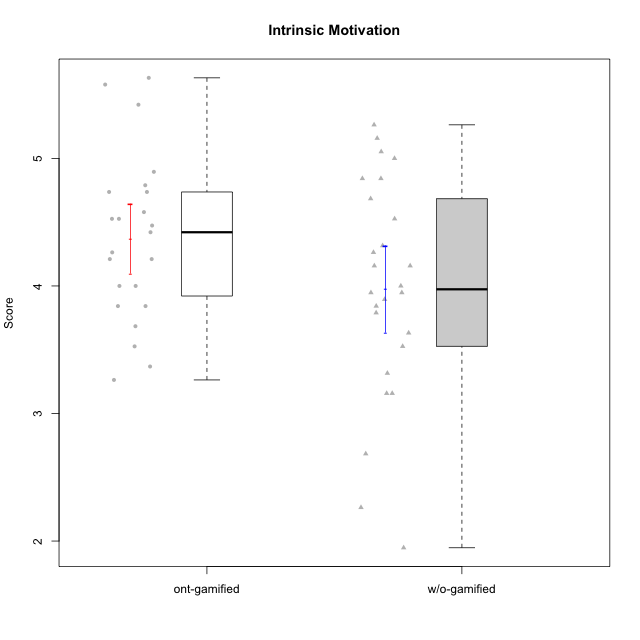 Intrinsic Motivation
Score
5
4
3
2
ont-gamified
w/o-gamified